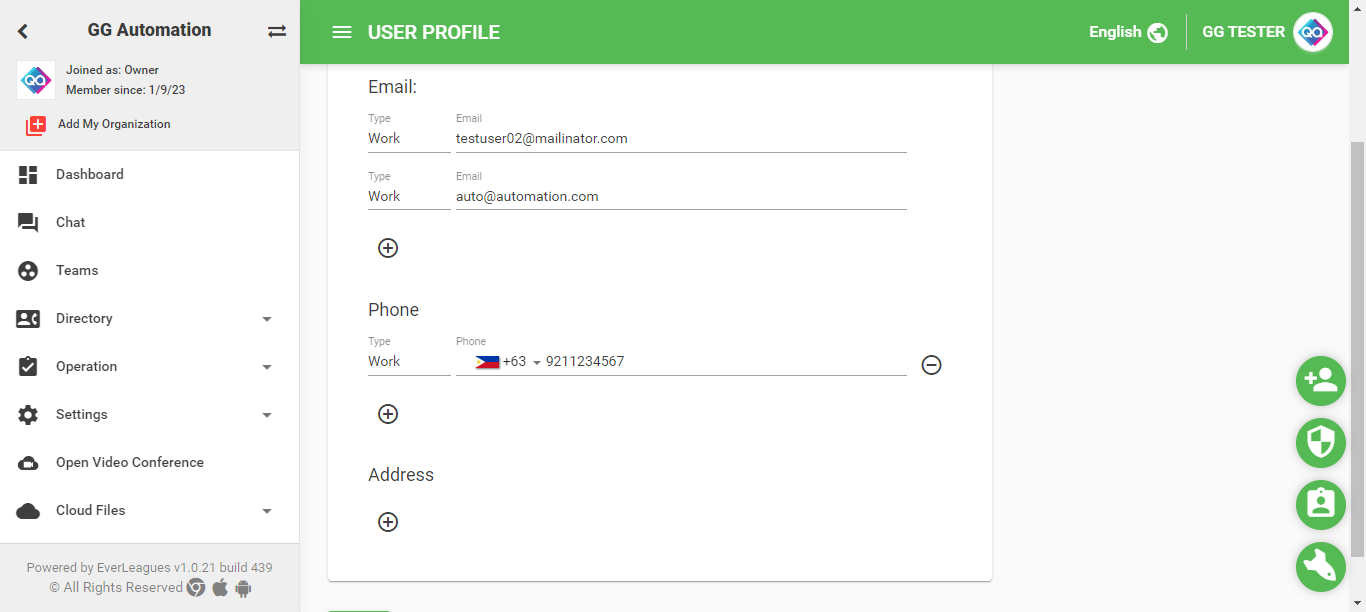 GG Automation
Joined as: Owner
Member since: 1/9/23
Add My Organization
Dashboard
Chat
Teams
Directory
Operation
Settings
Open Video Conference
Cloud Files
Powered by EverLeagues v1.0.21 build 439
© All Rights Reserved
USER PROFILE
English
GG TESTER
QA
Email:
Type Email
Work testuser02@mailinator.com
Type Email
Work auto@automation.com
Phone
Type Phone
Work +63 9211234567
Address